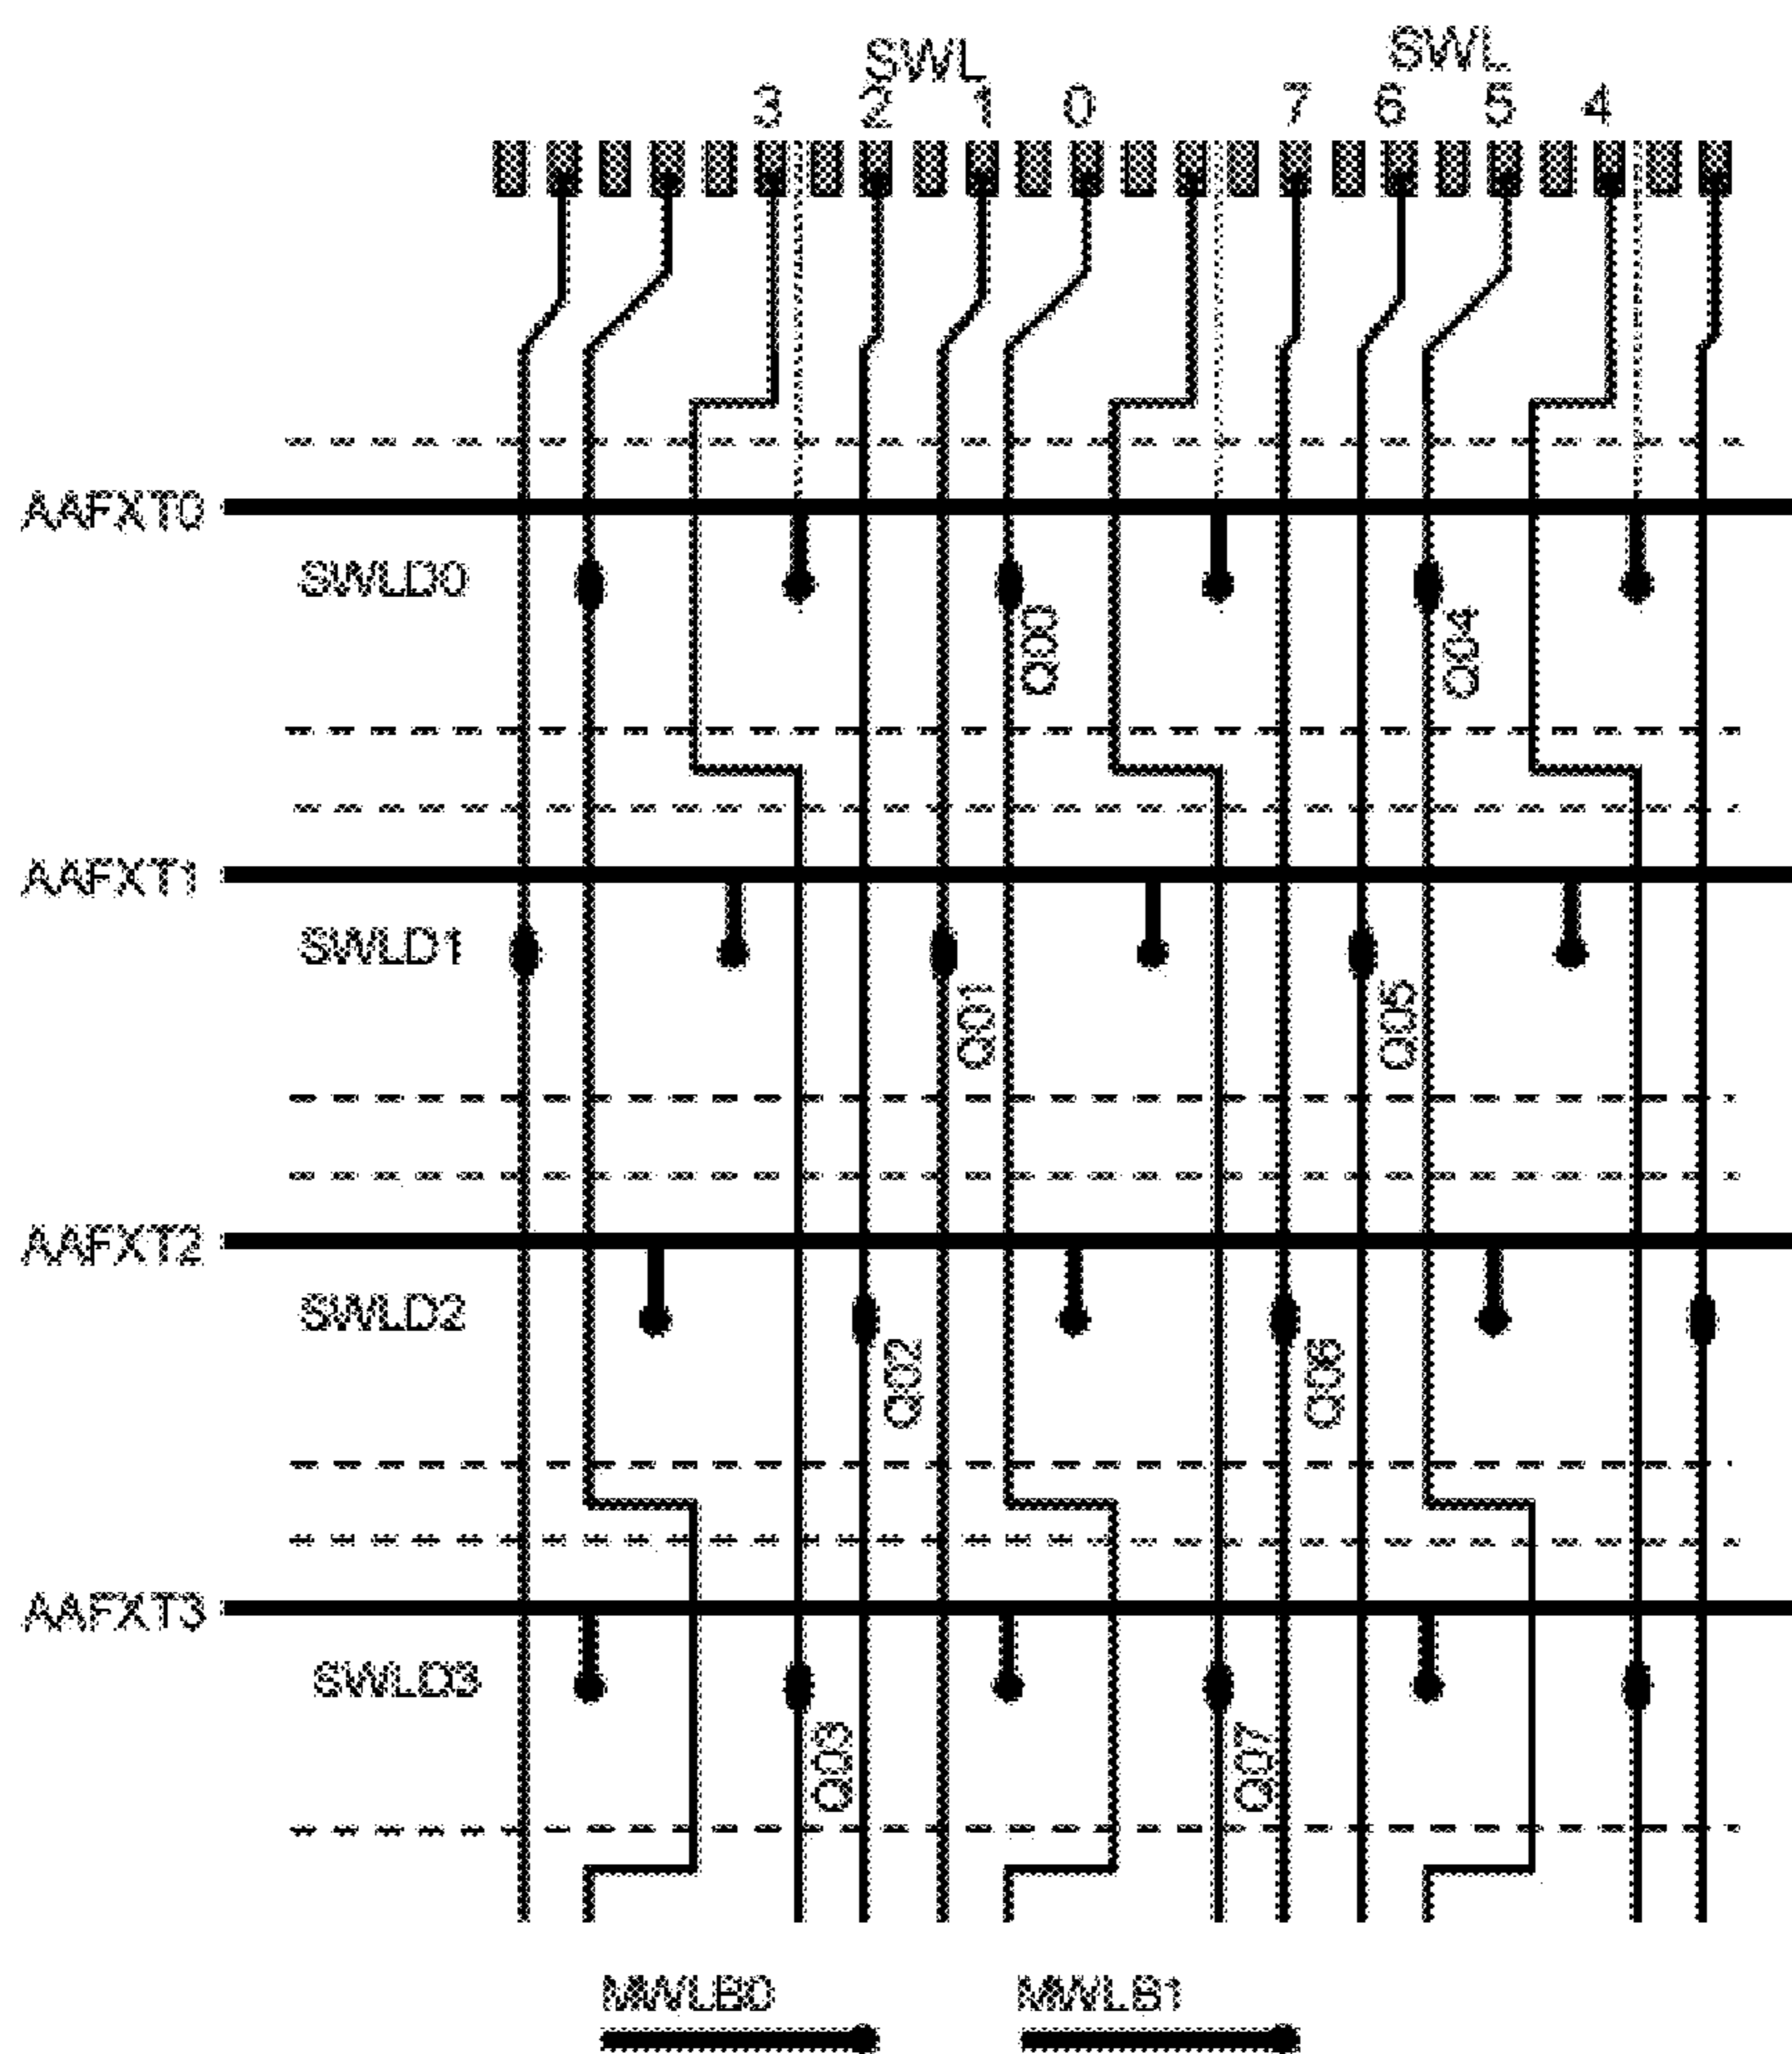 SWL SWL
3 2 1 0 7 6 5 4
AAFXT0
SWLD0
Q00
Q04
AAFXT1
SWLD1
Q01
Q05
AAFXT2
SWLD2
Q02
Q06
AAFXT3
SWLD3
Q03
Q07
MWLB0 MWLB1